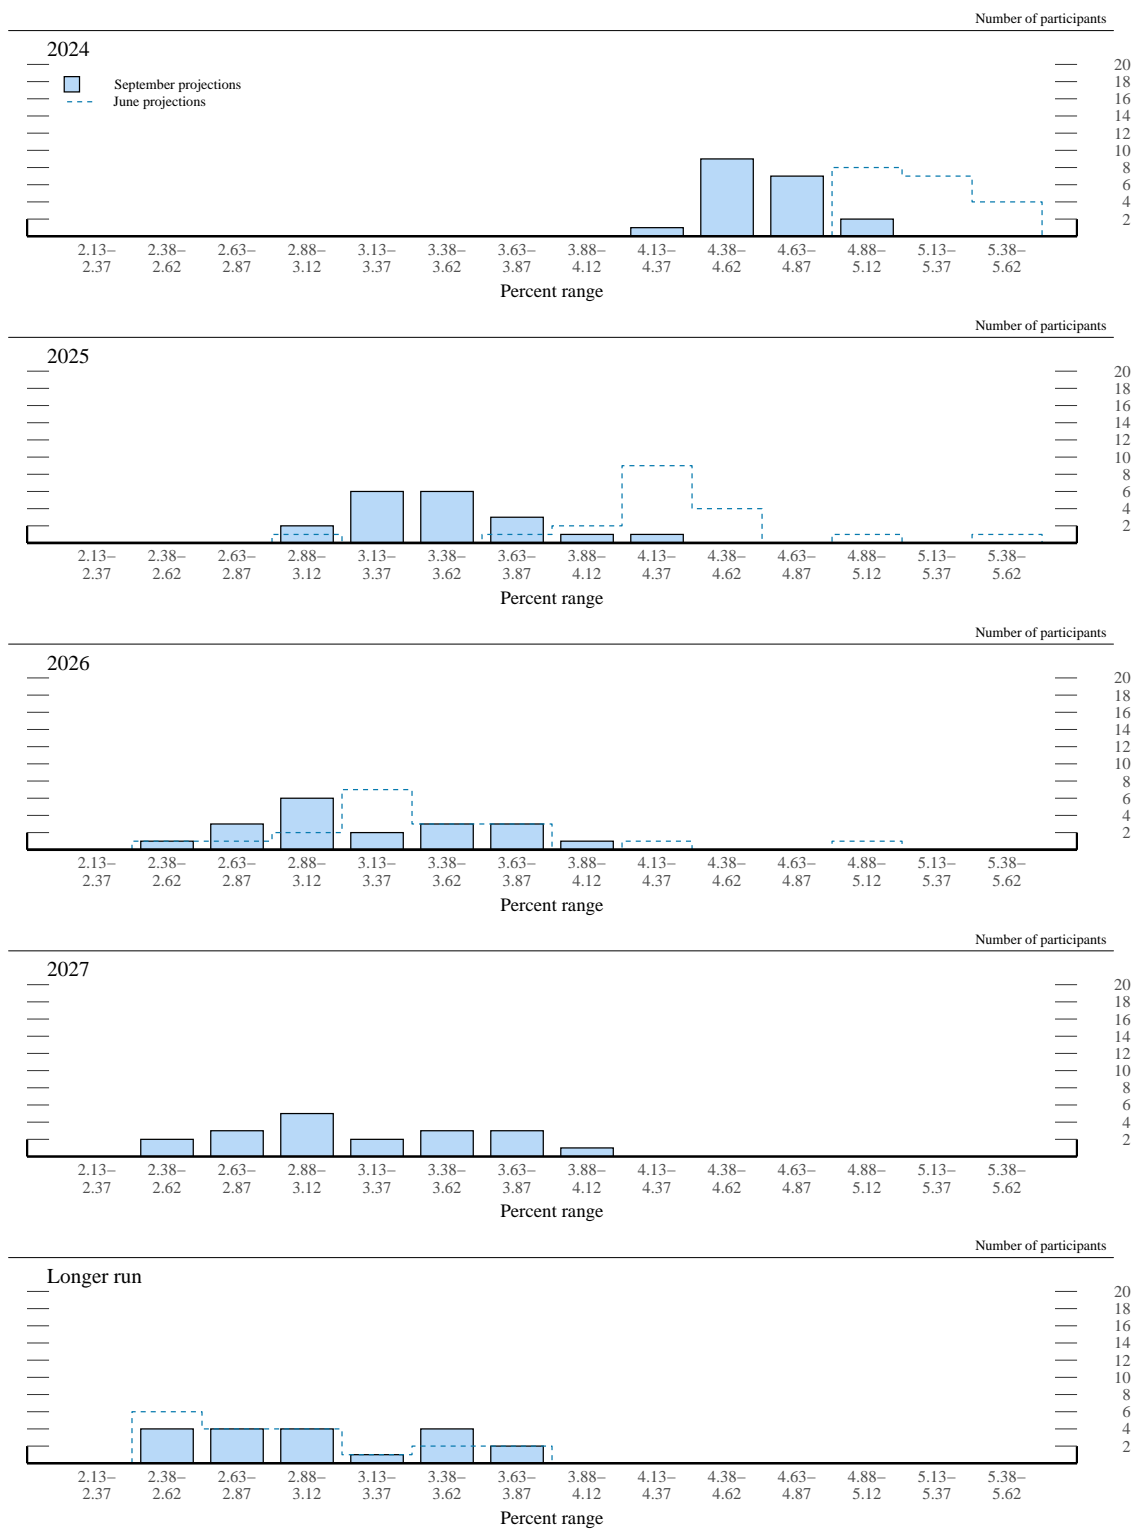 Number of participants
2024
September projections
June projections
20
18
16
14
12
10
8
6
4
2
2.13– 2.38– 2.63– 2.88– 3.13– 3.38– 3.63– 3.88– 4.13– 4.38– 4.63– 4.88– 5.13– 5.38–
2.37 2.62 2.87 3.12 3.37 3.62 3.87 4.12 4.37 4.62 4.87 5.12 5.37 5.62
Percent range
Number of participants
2025
20
18
16
14
12
10
8
6
4
2
2.13– 2.38– 2.63– 2.88– 3.13– 3.38– 3.63– 3.88– 4.13– 4.38– 4.63– 4.88– 5.13– 5.38–
2.37 2.62 2.87 3.12 3.37 3.62 3.87 4.12 4.37 4.62 4.87 5.12 5.37 5.62
Percent range
Number of participants
2026
20
18
16
14
12
10
8
6
4
2
2.13– 2.38– 2.63– 2.88– 3.13– 3.38– 3.63– 3.88– 4.13– 4.38– 4.63– 4.88– 5.13– 5.38–
2.37 2.62 2.87 3.12 3.37 3.62 3.87 4.12 4.37 4.62 4.87 5.12 5.37 5.62
Percent range
Number of participants
2027
20
18
16
14
12
10
8
6
4
2
2.13– 2.38– 2.63– 2.88– 3.13– 3.38– 3.63– 3.88– 4.13– 4.38– 4.63– 4.88– 5.13– 5.38–
2.37 2.62 2.87 3.12 3.37 3.62 3.87 4.12 4.37 4.62 4.87 5.12 5.37 5.62
Percent range
Number of participants
Longer run
20
18
16
14
12
10
8
6
4
2
2.13– 2.38– 2.63– 2.88– 3.13– 3.38– 3.63– 3.88– 4.13– 4.38– 4.63– 4.88– 5.13– 5.38–
2.37 2.62 2.87 3.12 3.37 3.62 3.87 4.12 4.37 4.62 4.87 5.12 5.37 5.62
Percent range